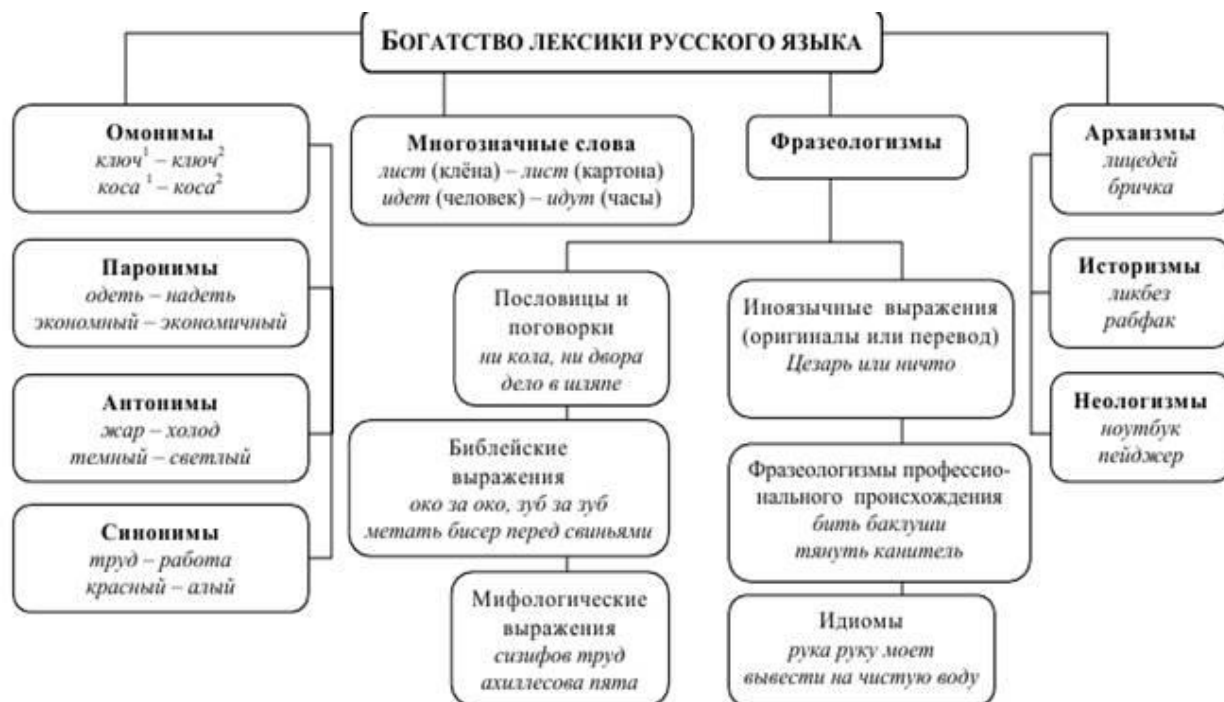 БОГАТСТВО ЛЕКСИКИ РУССКОГО ЯЗЫКА
Омонимы
ключ¹ – ключ²
коса ¹ – коса²
Паронимы
одеть – надеть
экономный – экономичный
Антонимы
жар – холод
темный – светлый
Синонимы
труд – работа
красный – алый
Многозначные слова
лист (клёна) – лист (картона)
идет (человек) – идут (часы)
Фразеологизмы
Пословицы и
поговорки
ни кола, ни двора
дело в шляпе
Библейские
выражения
око за око, зуб за зуб
метать бисер перед свиньями
Мифологические
выражения
сизифов труд
ахиллесова пята
Иноязычные выражения
(оригиналы или перевод)
Цезарь или ничто
Фразеологизмы профессио-
нального происхождения
бить баклуши
тянуть канитель
Идиомы
рука руку моет
вывести на чистую воду
Архаизмы
лицедей
бричка
Историзмы
ликбез
рабфак
Неологизмы
ноутбук
пейджер